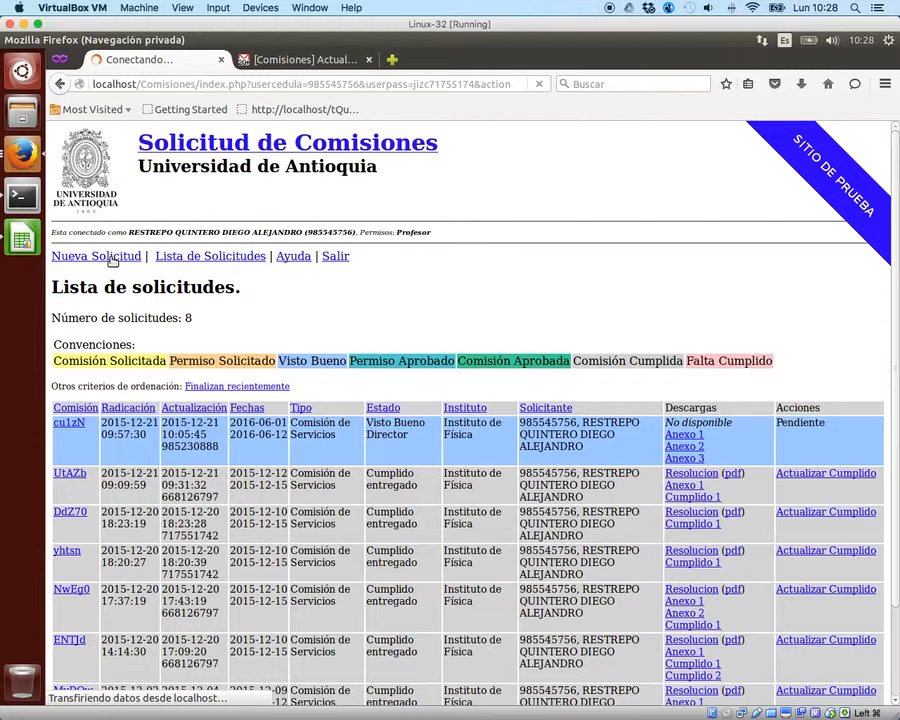 VirtualBox VM Machine View Input Devices Window Help Lun 10:28
Linux-32 [Running]
Mozilla Firefox (Navegación privada) Es 10:28
Conectando... × [Comisiones] Actual... ×
localhost/Comisiones/index.php?usercedula=985545756&userpass=jizc71755174&action Buscar
Most Visited Getting Started http://localhost/tQu...
Solicitud de Comisiones
Universidad de Antioquia
UNIVERSIDAD
DE ANTIOQUIA
1803
SITIO DE PRUEBA
Esta conectado como RESTREPO QUINTERO DIEGO ALEJANDRO (985545756), Permisos: Profesor
Nueva Solicitud | Lista de Solicitudes | Ayuda | Salir
Lista de solicitudes.
Número de solicitudes: 8
Convenciones:
Comisión Solicitada Permiso Solicitado Visto Bueno Permiso Aprobado Comisión Aprobada Comisión Cumplida Falta Cumplido
Otros criterios de ordenación: Finalizan recientemente
Comisión Radicación Actualización Fechas Tipo Estado Instituto Solicitante Descargas Acciones
cu1zN 2015-12-21 2015-12-21 2016-06-01 Comisión de Visto Bueno Instituto de 985545756, RESTREPO No disponible Pendiente
09:57:30 10:05:45 2016-06-12 Servicios Director Física QUINTERO DIEGO Anexo 1
985230888 ALEJANDRO Anexo 2
Anexo 3
UtAZb 2015-12-21 2015-12-21 2015-12-12 Comisión de Cumplido Instituto de 985545756, RESTREPO Resolucion (pdf) Actualizar Cumplido
09:09:59 09:31:32 2015-12-15 Servicios entregado Física QUINTERO DIEGO Anexo 1
668126797 ALEJANDRO Cumplido 1
DdZ70 2015-12-20 2015-12-20 2015-12-10 Comisión de Cumplido Instituto de 985545756, RESTREPO Resolucion (pdf) Actualizar Cumplido
18:23:19 18:23:28 2015-12-15 Servicios entregado Física QUINTERO DIEGO Cumplido 1
717551742 ALEJANDRO
yhtsn 2015-12-20 2015-12-20 2015-12-10 Comisión de Cumplido Instituto de 985545756, RESTREPO Resolucion (pdf) Actualizar Cumplido
18:20:27 18:20:39 2015-12-15 Servicios entregado Física QUINTERO DIEGO Cumplido 1
717551742 ALEJANDRO
NwEg0 2015-12-20 2015-12-20 2015-12-10 Comisión de Cumplido Instituto de 985545756, RESTREPO Resolucion (pdf) Actualizar Cumplido
17:37:19 17:43:19 2015-12-15 Servicios entregado Física QUINTERO DIEGO Anexo 1
668126797 ALEJANDRO Anexo 2
Cumplido 1
ENTJd 2015-12-20 2015-12-20 2015-12-10 Comisión de Cumplido Instituto de 985545756, RESTREPO Resolucion (pdf) Actualizar Cumplido
14:14:30 17:09:20 2015-12-15 Servicios entregado Física QUINTERO DIEGO Anexo 1
668126797 ALEJANDRO Cumplido 1
Cumplido 2
Comisión de Cumplido Instituto de 985545756, RESTREPO Resolucion (pdf) Actualizar Cumplido
Servicios entregado Física QUINTERO DIEGO Anexo 1
Transfiriendo datos desde localhost...
Left ⌘